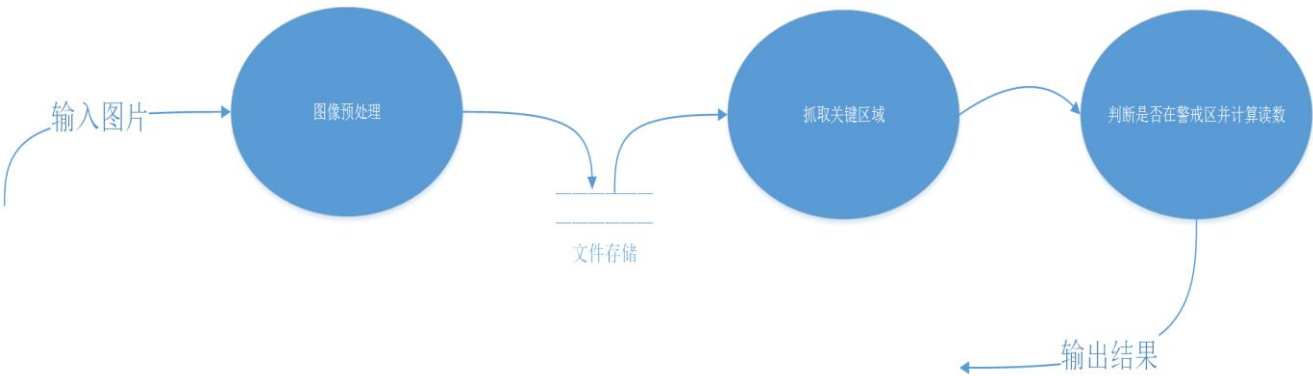 输入图片
图像预处理
文件存储
抓取关键区域
判断是否在警戒区并计算读数
输出结果